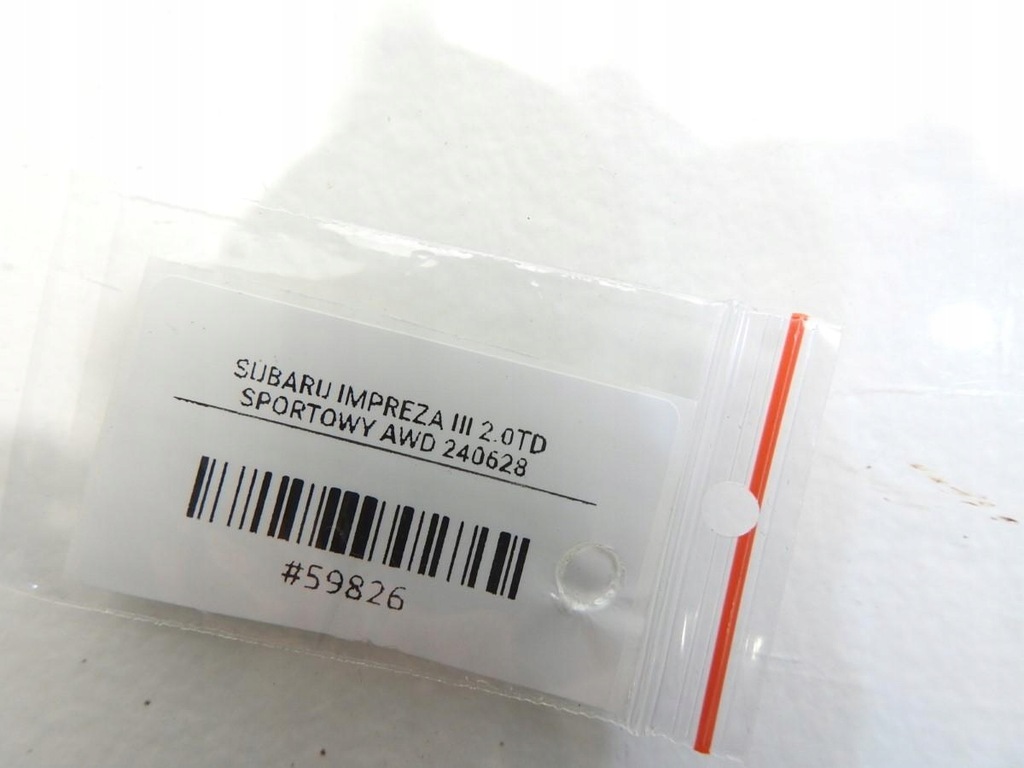 SUBARU IMPREZA III 2.0TD
SPORTOWY AWD 240628
#59826